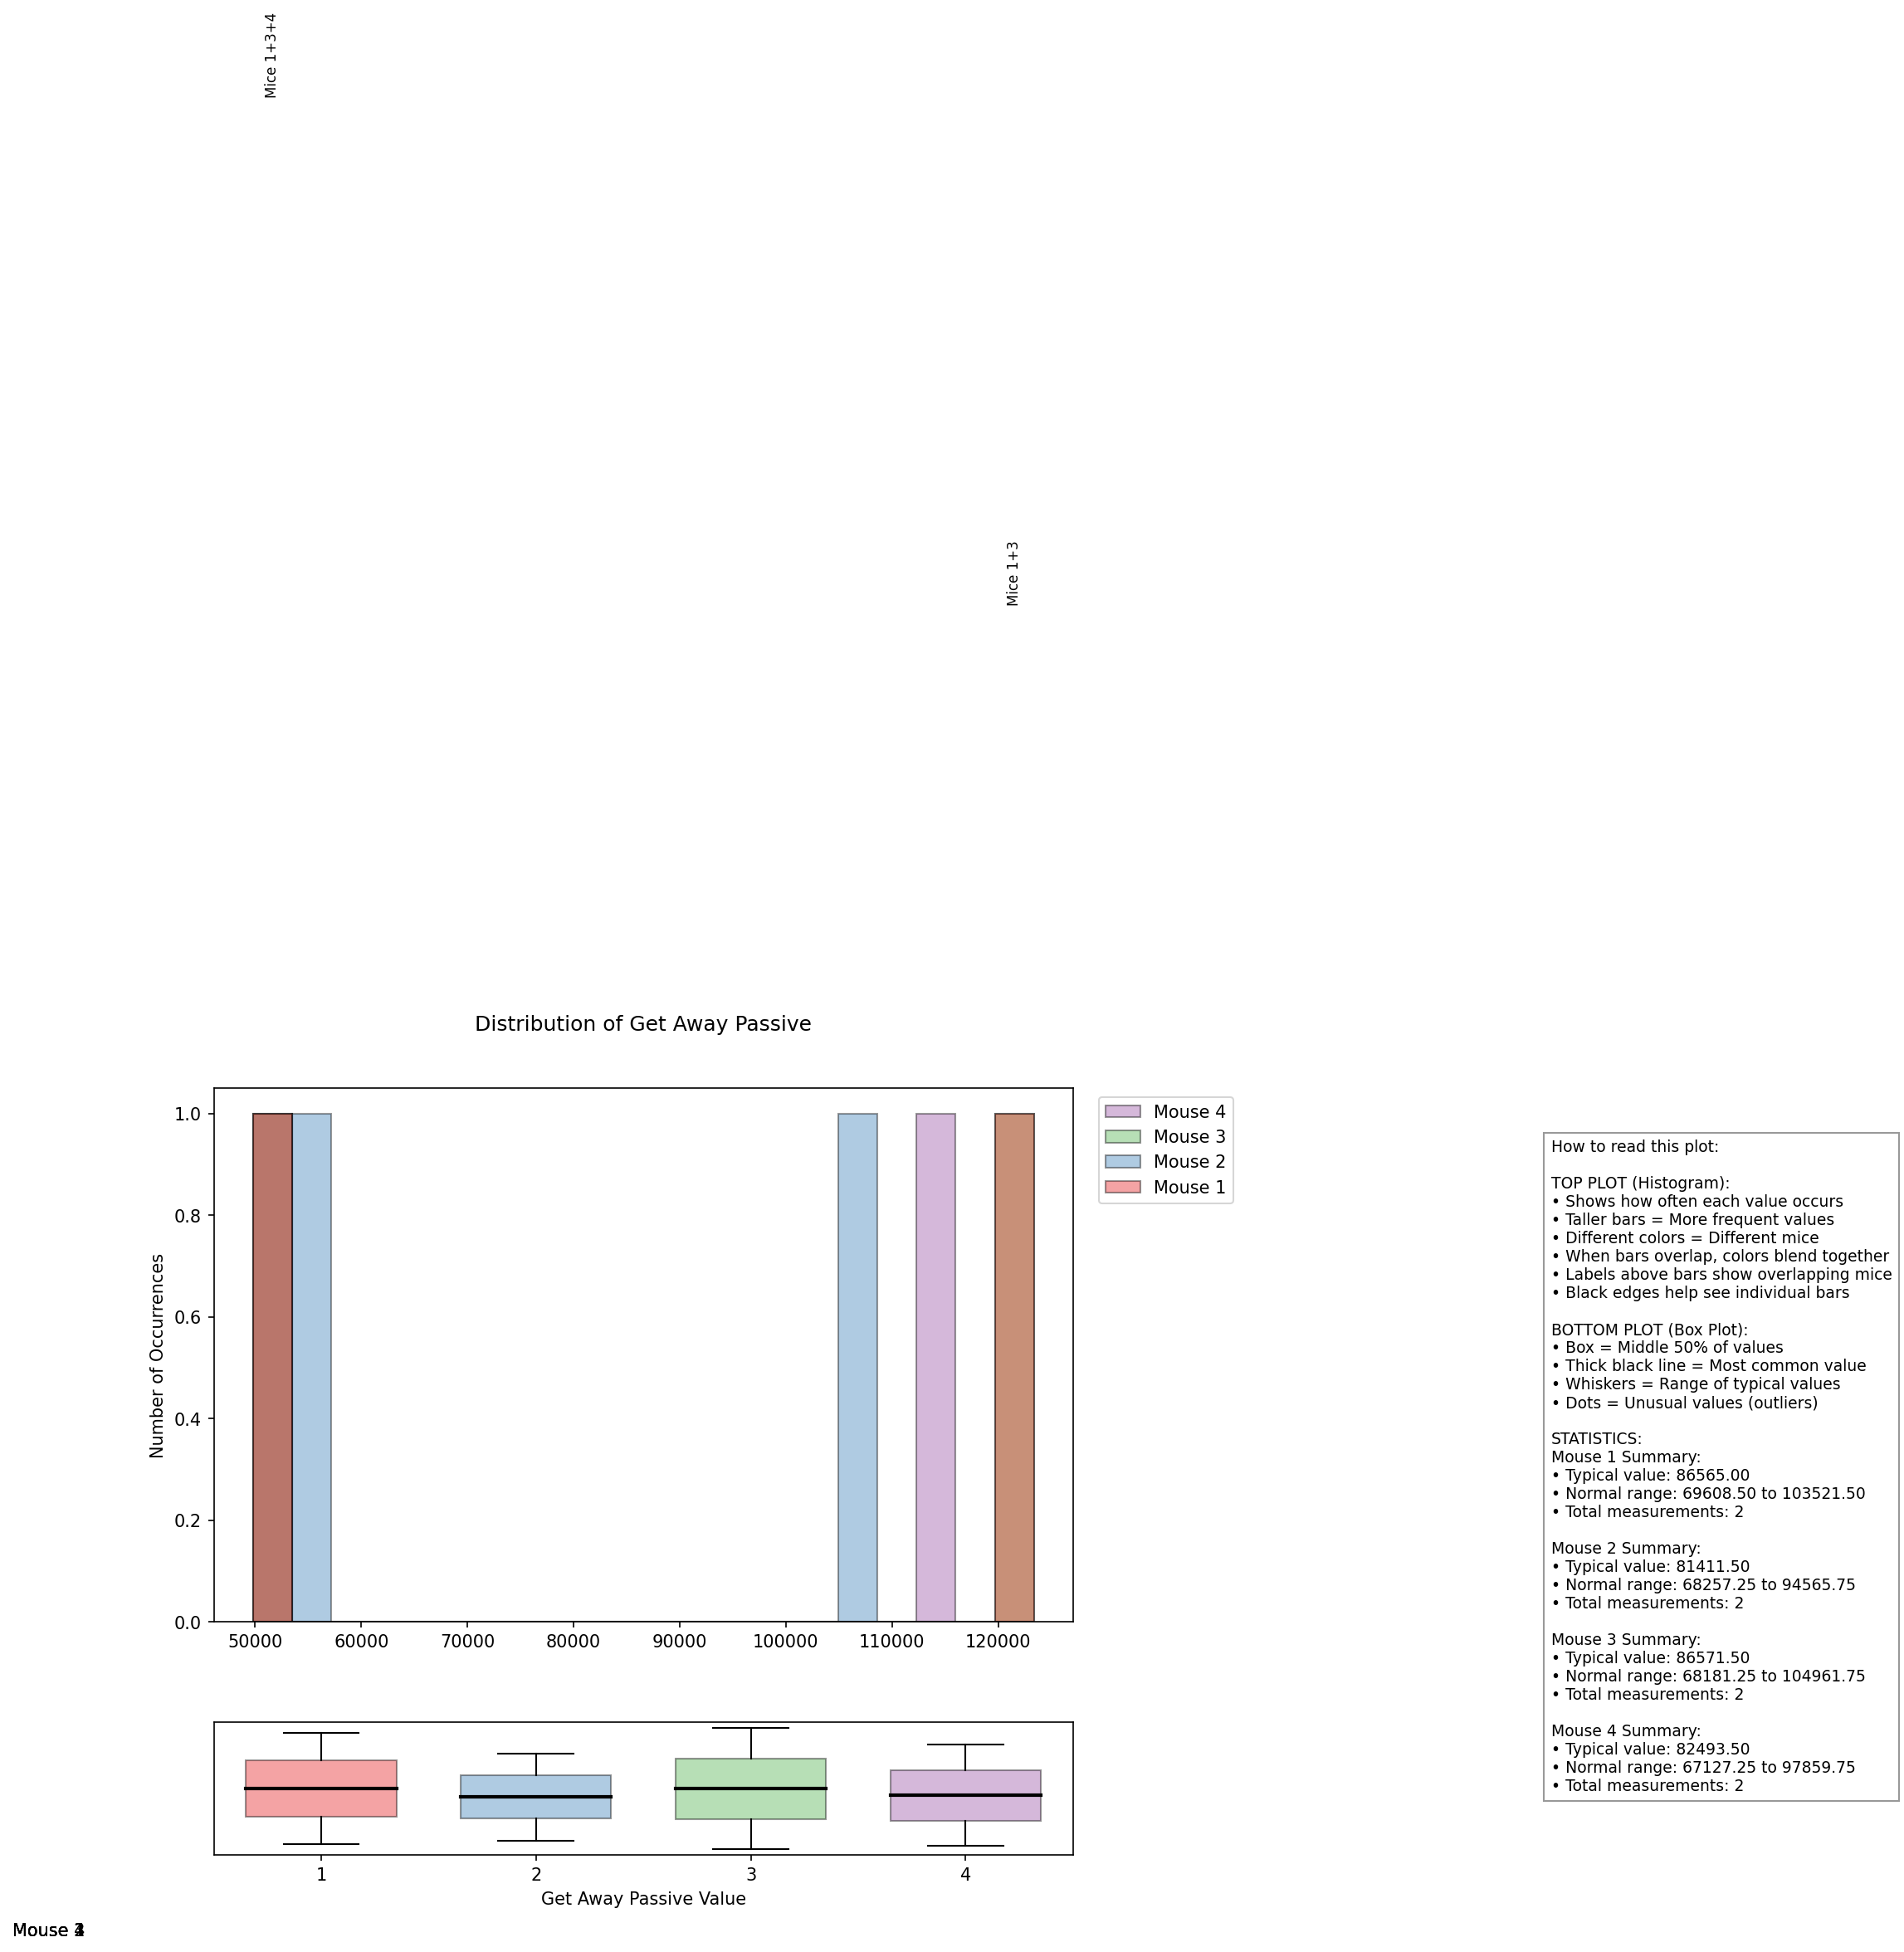 Mice 1+3+4
Mice 1+3
Distribution of Get Away Passive
1.0
0.8
0.6
0.4
0.2
0.0
Number of Occurrences
50000
60000
70000
80000
90000
100000
110000
120000
Mouse 4
Mouse 3
Mouse 2
Mouse 1
1
2
3
4
Get Away Passive Value
Mouse
How to read this plot:
TOP PLOT (Histogram):
• Shows how often each value occurs
• Taller bars = More frequent values
• Different colors = Different mice
• When bars overlap, colors blend together
• Labels above bars show overlapping mice
• Black edges help see individual bars
BOTTOM PLOT (Box Plot):
• Box = Middle 50% of values
• Thick black line = Most common value
• Whiskers = Range of typical values
• Dots = Unusual values (outliers)
STATISTICS:
Mouse 1 Summary:
• Typical value: 86565.00
• Normal range: 69608.50 to 103521.50
• Total measurements: 2
Mouse 2 Summary:
• Typical value: 81411.50
• Normal range: 68257.25 to 94565.75
• Total measurements: 2
Mouse 3 Summary:
• Typical value: 86571.50
• Normal range: 68181.25 to 104961.75
• Total measurements: 2
Mouse 4 Summary:
• Typical value: 82493.50
• Normal range: 67127.25 to 97859.75
• Total measurements: 2